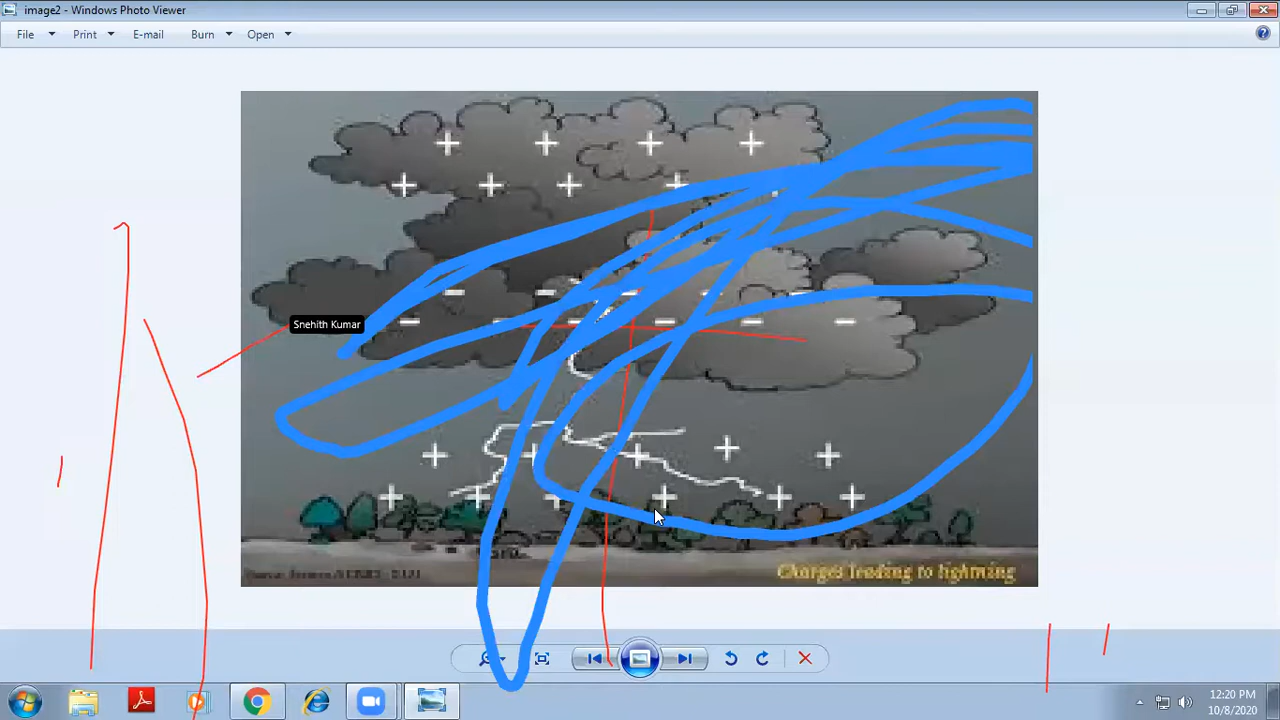 image2 - Windows Photo Viewer
File Print E-mail Burn Open
Snehith Kumar
Charges leading to lightning
12:20 PM
10/8/2020